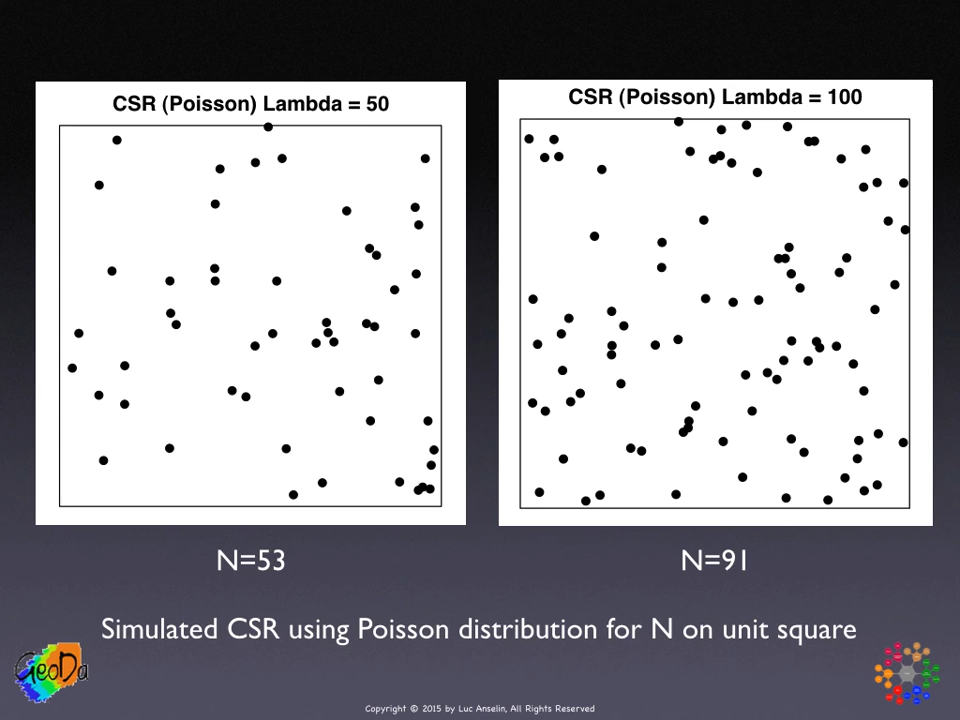 CSR (Poisson) Lambda = 50
CSR (Poisson) Lambda = 100
N=53
N=91
Simulated CSR using Poisson distribution for N on unit square
GeoDa
Copyright © 2015 by Luc Anselin, All Rights Reserved